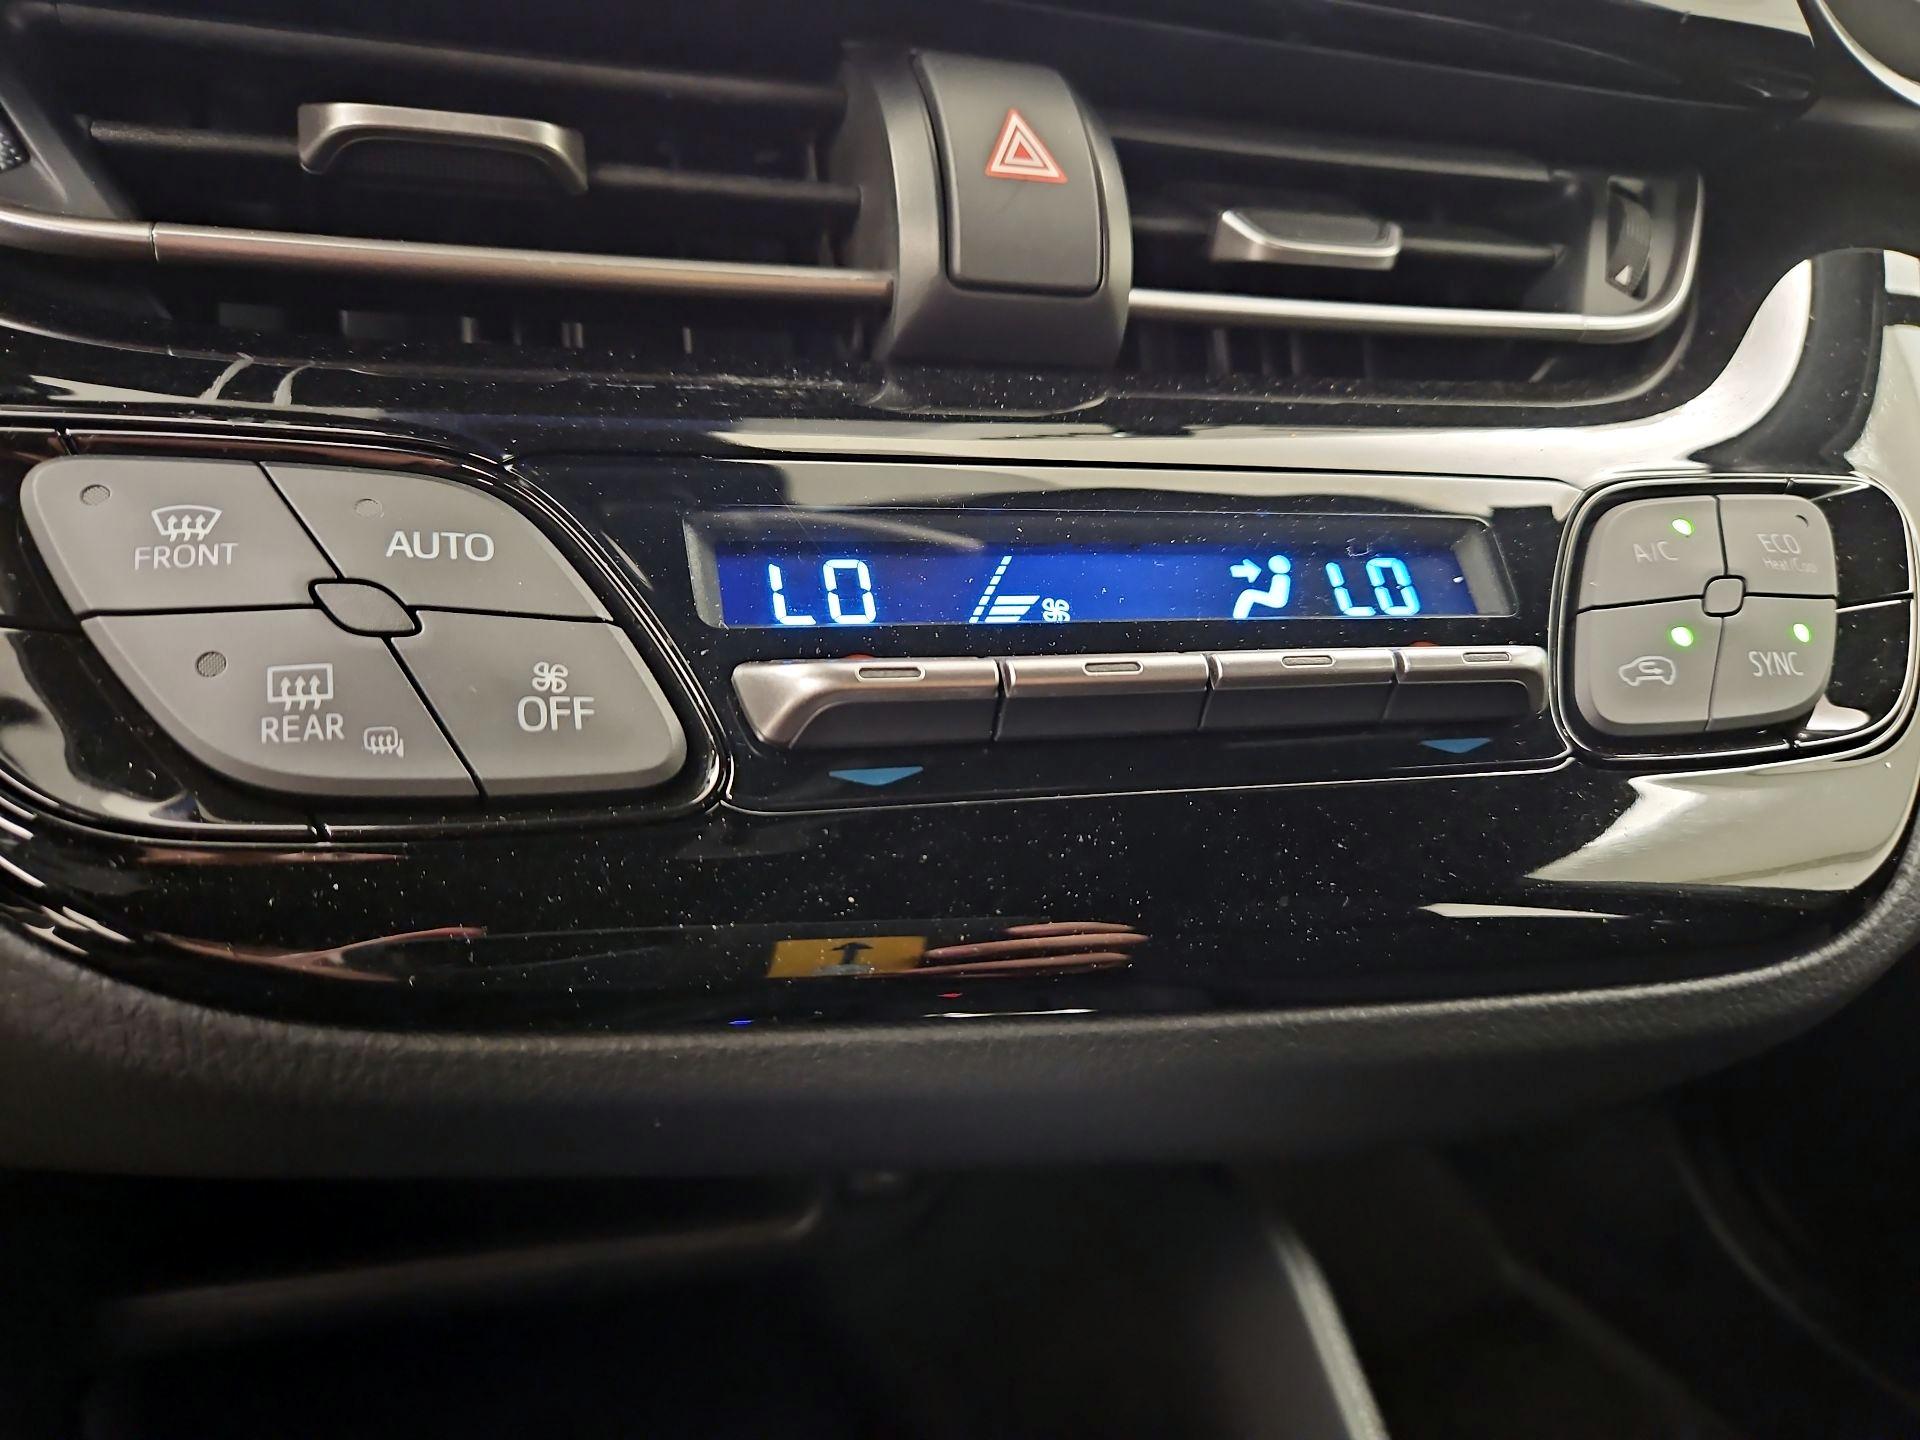 FRONT
AUTO
REAR
OFF
LO
LO
A/C
ECO
Heat/Cool
SYNC